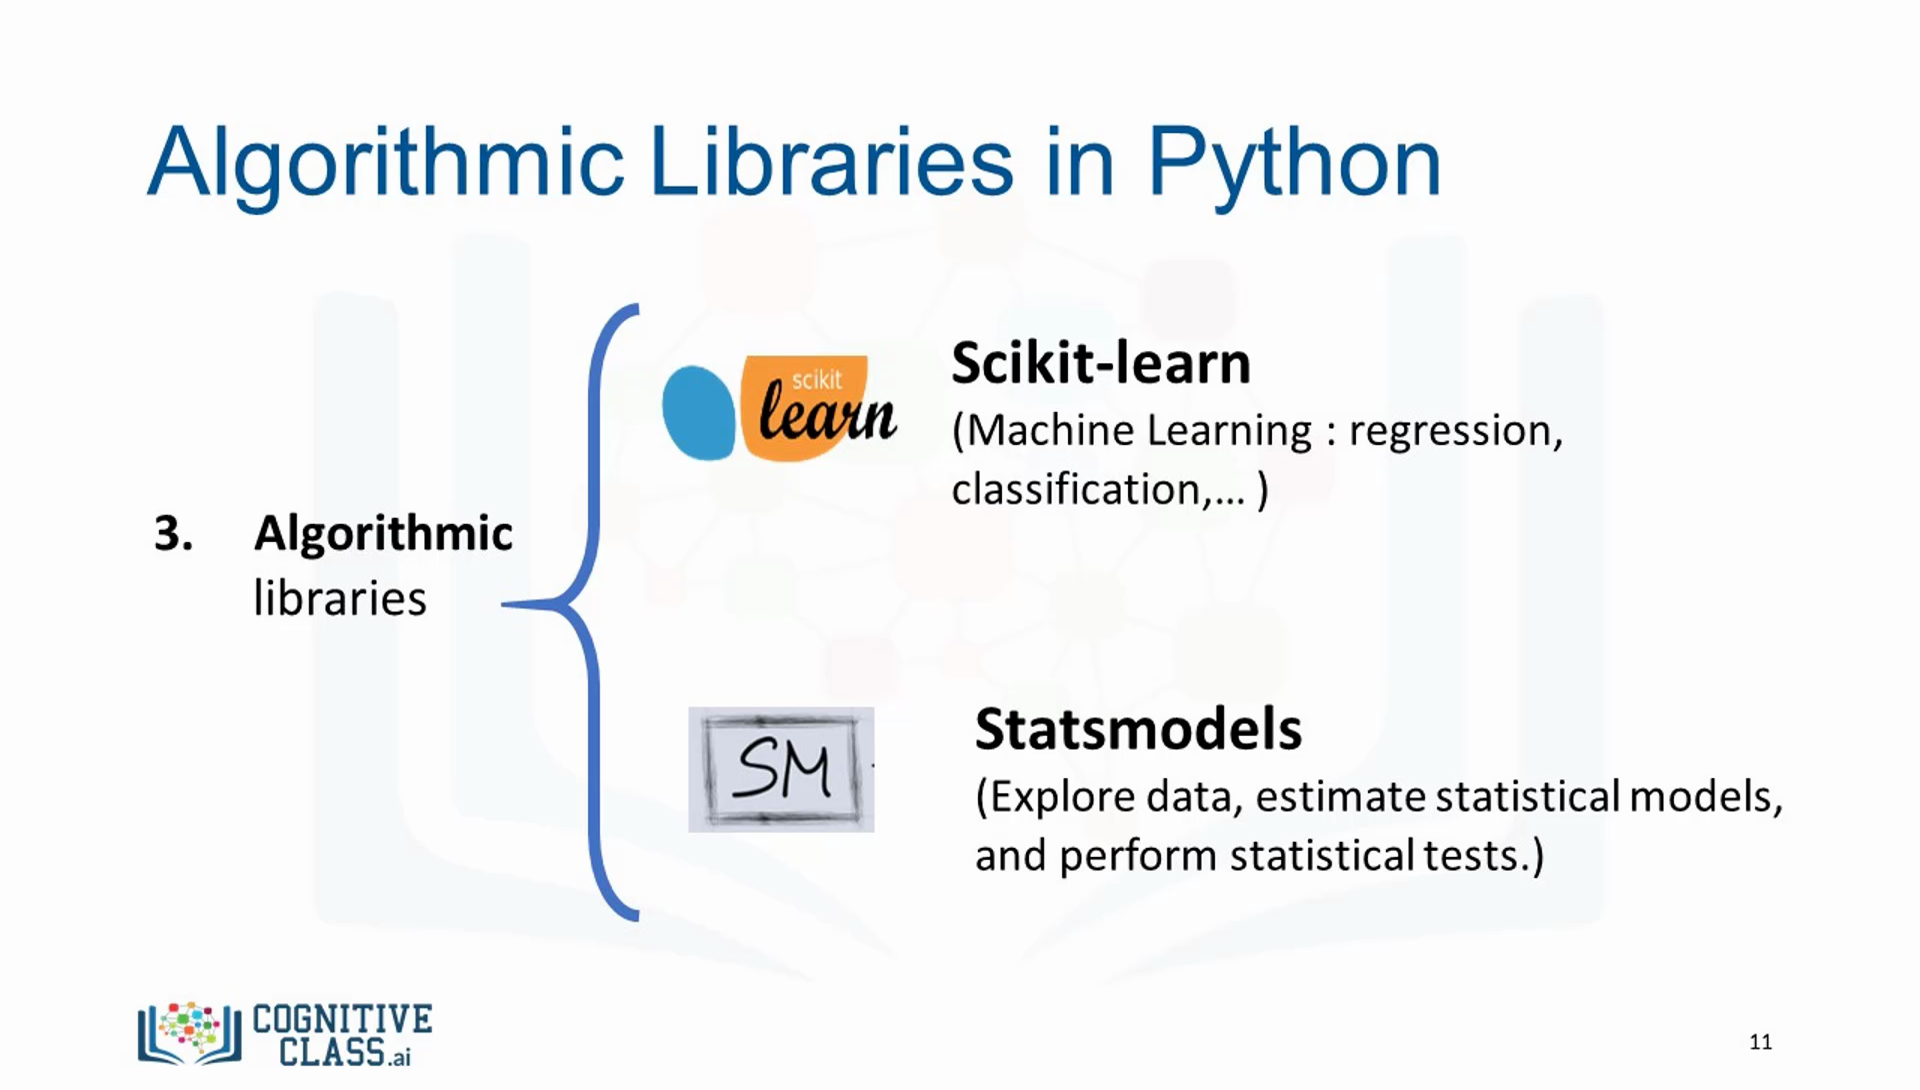 Algorithmic Libraries in Python
3. Algorithmic
libraries
scikit
learn
Scikit-learn
(Machine Learning : regression,
classification,... )
SM
Statsmodels
(Explore data, estimate statistical models,
and perform statistical tests.)
COGNITIVE
CLASS.ai
11